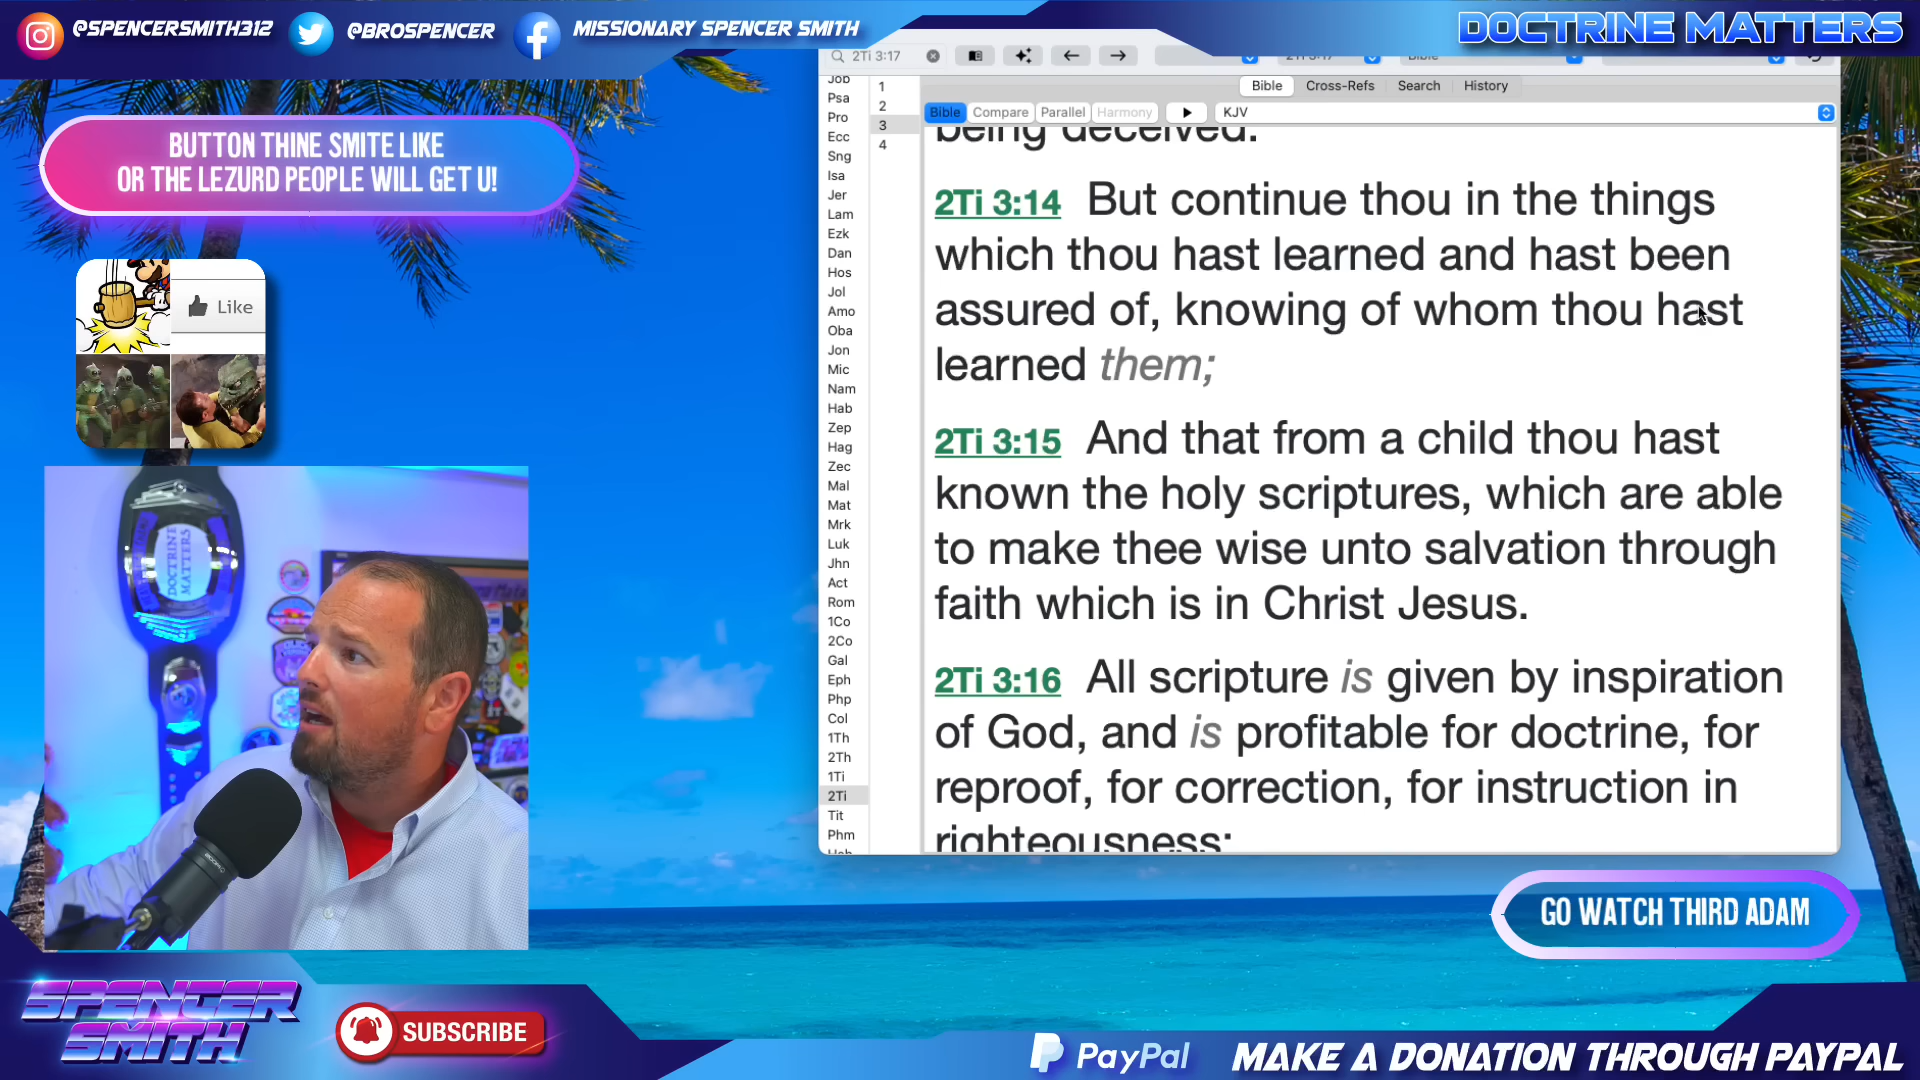 @SPENCERSMITH312
@BROSPENCER
MISSIONARY SPENCER SMITH
DOCTRINE MATTERS
BUTTON THINE SMITE LIKE
OR THE LEZURD PEOPLE WILL GET U!
Like
DOCTRINE
MATTERS
2Ti 3:17
Bible Cross-Refs Search History
Bible Compare Parallel Harmony KJV
Job
Psa
Pro
Ecc
Sng
Isa
Jer
Lam
Ezk
Dan
Hos
Jol
Amo
Oba
Jon
Mic
Nam
Hab
Zep
Hag
Zec
Mal
Mat
Mrk
Luk
Jhn
Act
Rom
1Co
2Co
Gal
Eph
Php
Col
1Th
2Th
1Ti
2Ti
Tit
Phm
1
2
3
4
being deceived.
2Ti 3:14 But continue thou in the things
which thou hast learned and hast been
assured of, knowing of whom thou hast
learned them;
2Ti 3:15 And that from a child thou hast
known the holy scriptures, which are able
to make thee wise unto salvation through
faith which is in Christ Jesus.
2Ti 3:16 All scripture is given by inspiration
of God, and is profitable for doctrine, for
reproof, for correction, for instruction in
righteousness:
GO WATCH THIRD ADAM
SPENCER
SMITH
SUBSCRIBE
PayPal MAKE A DONATION THROUGH PAYPAL